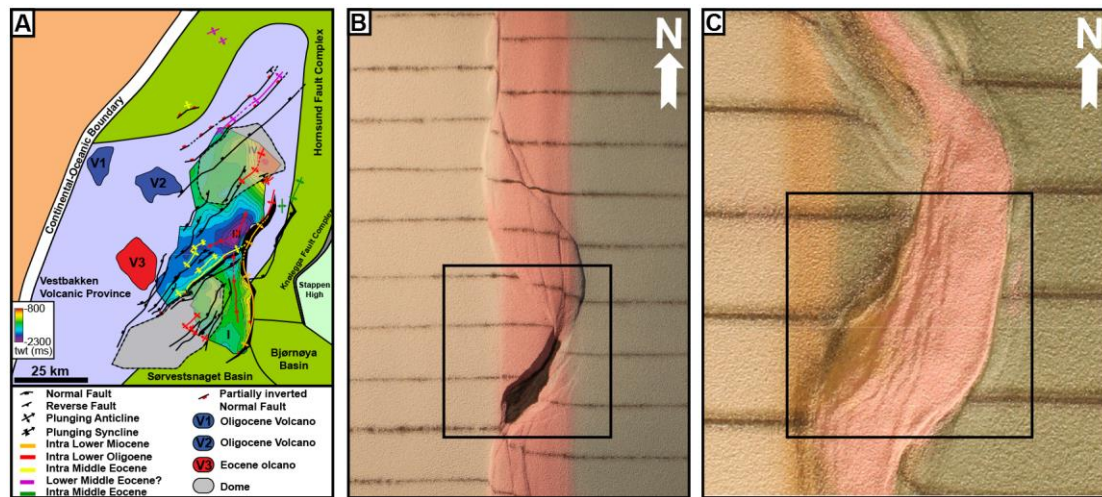 A
B
C
N
N
Continental-Oceanic Boundary
Hornsund Fault Complex
V1
V2
V3
Vestbakken
Volcanic Province
Knølegga Fault Complex
Stappen
High
I
-800
-2300
twt (ms)
25 km
Bjørnøya
Basin
Sørvestsnaget Basin
Normal Fault
Reverse Fault
Plunging Anticline
Plunging Syncline
Intra Lower Miocene
Intra Lower Oligoene
Intra Middle Eocene
Lower Middle Eocene?
Intra Middle Eocene
Partially inverted
Normal Fault
V1 Oligocene Volcano
V2 Oligocene Volcano
V3 Eocene olcano
Dome